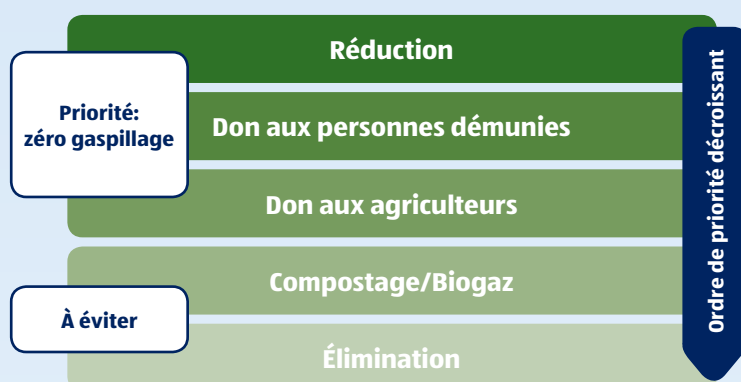 Réduction
Priorité:
zéro gaspillage
Don aux personnes démunies
Don aux agriculteurs
Compostage/Biogaz
À éviter
Élimination
Ordre de priorité décroissant